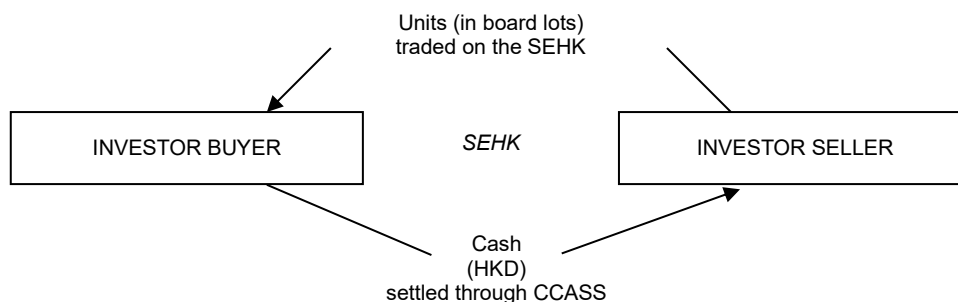 Units (in board lots)
traded on the SEHK
INVESTOR BUYER
SEHK
INVESTOR SELLER
Cash
(HKD)
settled through CCASS